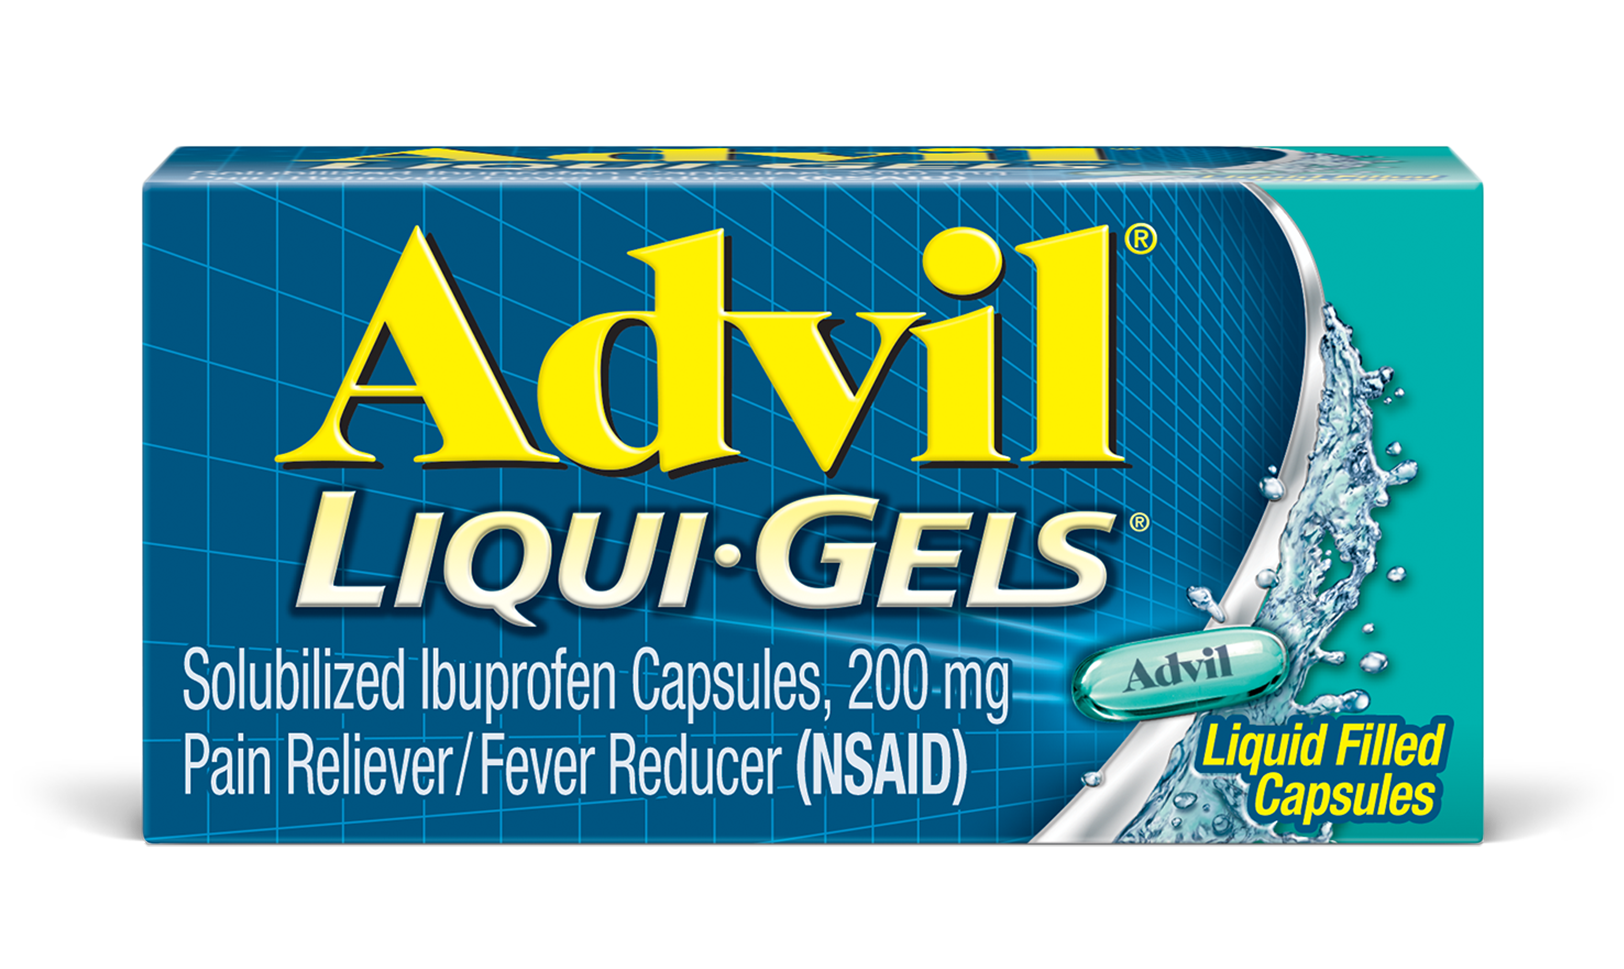 Advil®
LIQUI·GELS®
Solubilized Ibuprofen Capsules, 200 mg
Pain Reliever/Fever Reducer (NSAID)
Advil
Liquid Filled
Capsules